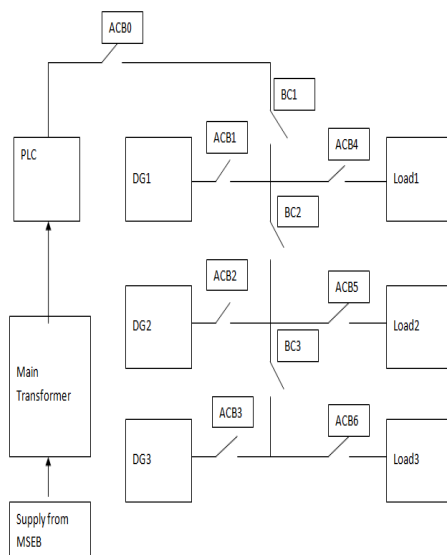 ACB0
BC1
PLC
DG1
ACB1
ACB4
Load1
BC2
DG2
ACB2
ACB5
Load2
BC3
Main
Transformer
DG3
ACB3
ACB6
Load3
Supply from
MSEB